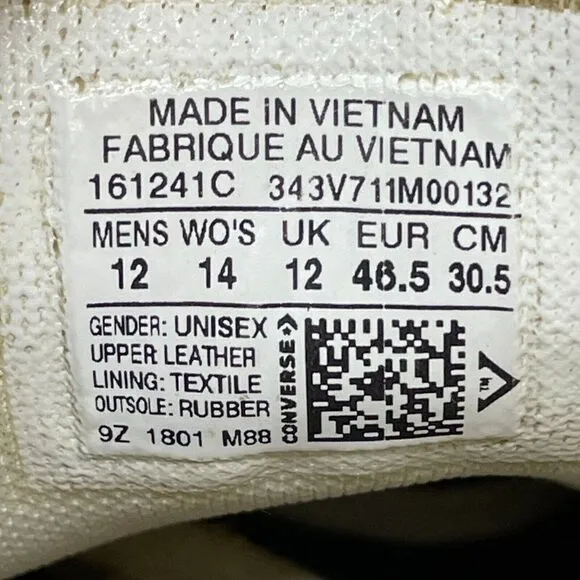 MADE IN VIETNAM
FABRIQUE AU VIETNAM
161241C 343V711M00132
MENS WO'S UK EUR CM
12 14 12 46.5 30.5
GENDER: UNISEX
UPPER LEATHER
LINING: TEXTILE
OUTSOLE: RUBBER
9Z 1801 M88
CONVERSE